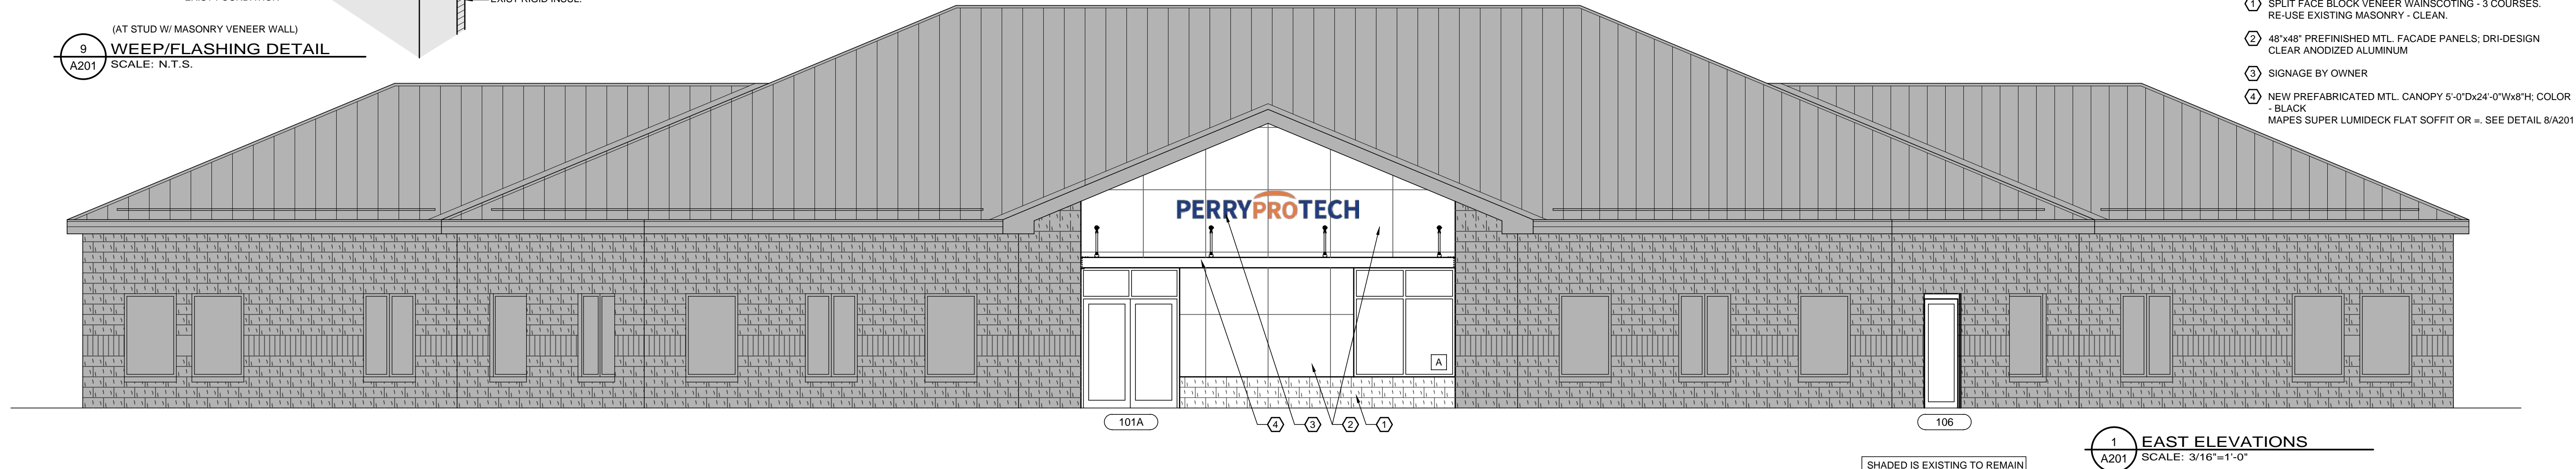 EXIST RIGID INSUL.
(AT STUD W/ MASONRY VENEER WALL)
9
A201
WEEP/FLASHING DETAIL
SCALE: N.T.S.
1 SPLIT FACE BLOCK VENEER WAINSCOTING - 3 COURSES.
RE-USE EXISTING MASONRY - CLEAN.
2 48"x48" PREFINISHED MTL. FACADE PANELS; DRI-DESIGN
CLEAR ANODIZED ALUMINUM
3 SIGNAGE BY OWNER
4 NEW PREFABRICATED MTL. CANOPY 5'-0"Dx24'-0"Wx8"H; COLOR
- BLACK
MAPES SUPER LUMIDECK FLAT SOFFIT OR =. SEE DETAIL 8/A201
PERRYPROTECH
A
101A
4
3
2
1
106
1
A201
EAST ELEVATIONS
SCALE: 3/16"=1'-0"
SHADED IS EXISTING TO REMAIN